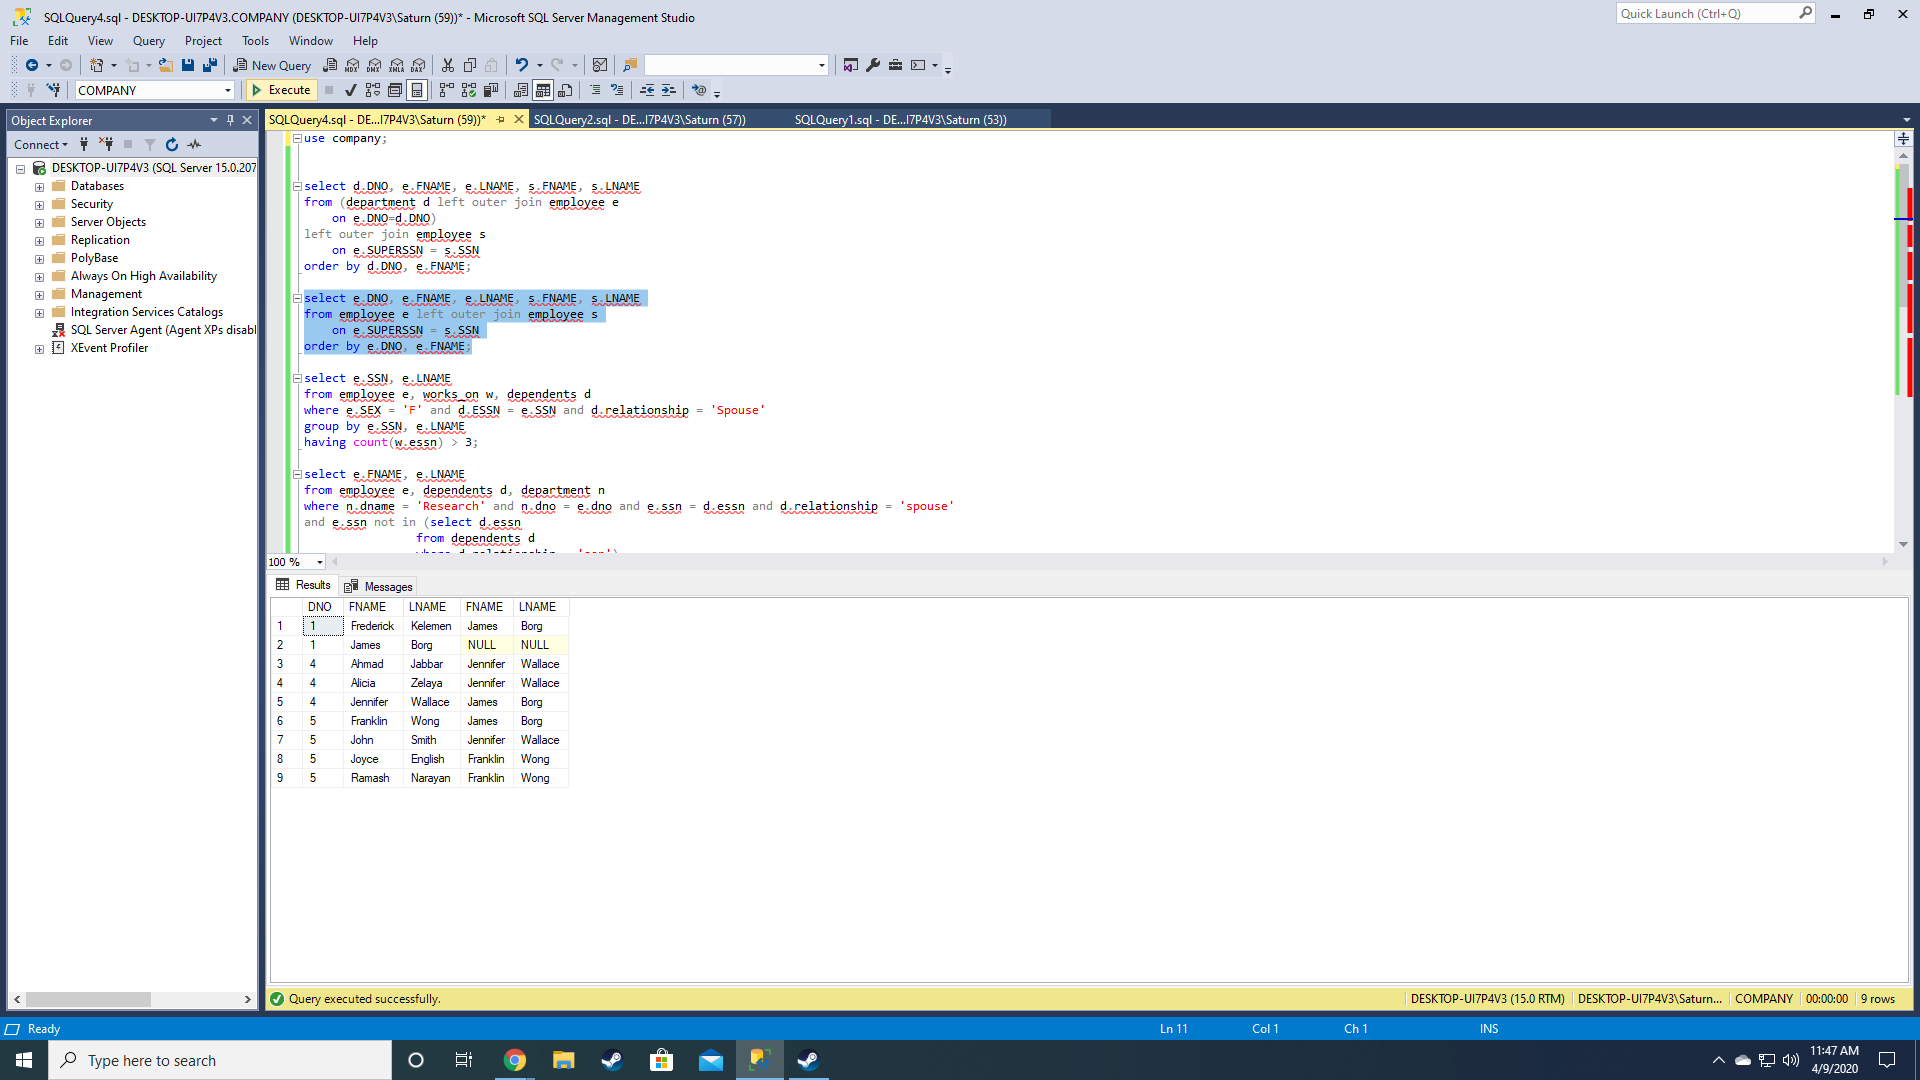 SQLQuery4.sql - DESKTOP-UI7P4V3.COMPANY (DESKTOP-UI7P4V3\Saturn (59))* - Microsoft SQL Server Management Studio
Quick Launch (Ctrl+Q)
File Edit View Query Project Tools Window Help
New Query MDX DMX XMLA DAX
COMPANY Execute
Object Explorer
Connect
DESKTOP-UI7P4V3 (SQL Server 15.0.207
Databases
Security
Server Objects
Replication
PolyBase
Always On High Availability
Management
Integration Services Catalogs
SQL Server Agent (Agent XPs disabl
XEvent Profiler
SQLQuery4.sql - DE...I7P4V3\Saturn (59))* SQLQuery2.sql - DE...I7P4V3\Saturn (57)) SQLQuery1.sql - DE...I7P4V3\Saturn (53))
use company;
select d.DNO, e.FNAME, e.LNAME, s.FNAME, s.LNAME
from (department d left outer join employee e
on e.DNO=d.DNO)
left outer join employee s
on e.SUPERSSN = s.SSN
order by d.DNO, e.FNAME;
select e.DNO, e.FNAME, e.LNAME, s.FNAME, s.LNAME
from employee e left outer join employee s
on e.SUPERSSN = s.SSN
order by e.DNO, e.FNAME;
select e.SSN, e.LNAME
from employee e, works_on w, dependents d
where e.SEX = 'F' and d.ESSN = e.SSN and d.relationship = 'Spouse'
group by e.SSN, e.LNAME
having count(w.essn) > 3;
select e.FNAME, e.LNAME
from employee e, dependents d, department n
where n.dname = 'Research' and n.dno = e.dno and e.ssn = d.essn and d.relationship = 'spouse'
and e.ssn not in (select d.essn
from dependents d
where d.relationship = 'son')
100 %
Results Messages
DNO FNAME LNAME FNAME LNAME
1 1 Frederick Kelemen James Borg
2 1 James Borg NULL NULL
3 4 Ahmad Jabbar Jennifer Wallace
4 4 Alicia Zelaya Jennifer Wallace
5 4 Jennifer Wallace James Borg
6 5 Franklin Wong James Borg
7 5 John Smith Jennifer Wallace
8 5 Joyce English Franklin Wong
9 5 Ramash Narayan Franklin Wong
Query executed successfully. DESKTOP-UI7P4V3 (15.0 RTM) DESKTOP-UI7P4V3\Saturn... COMPANY 00:00:00 9 rows
Ready Ln 11 Col 1 Ch 1 INS
Type here to search
11:47 AM
4/9/2020